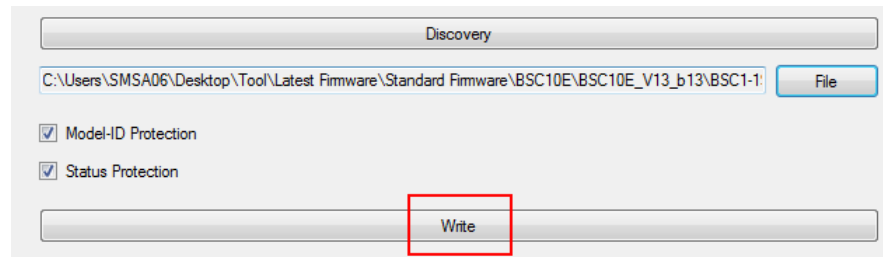 Discovery
C:\Users\SMSA06\Desktop\Tool\Latest Firmware\Standard Firmware\BSC10E\BSC10E_V13_b13\BSC1-1 File
Model-ID Protection
Status Protection
Write